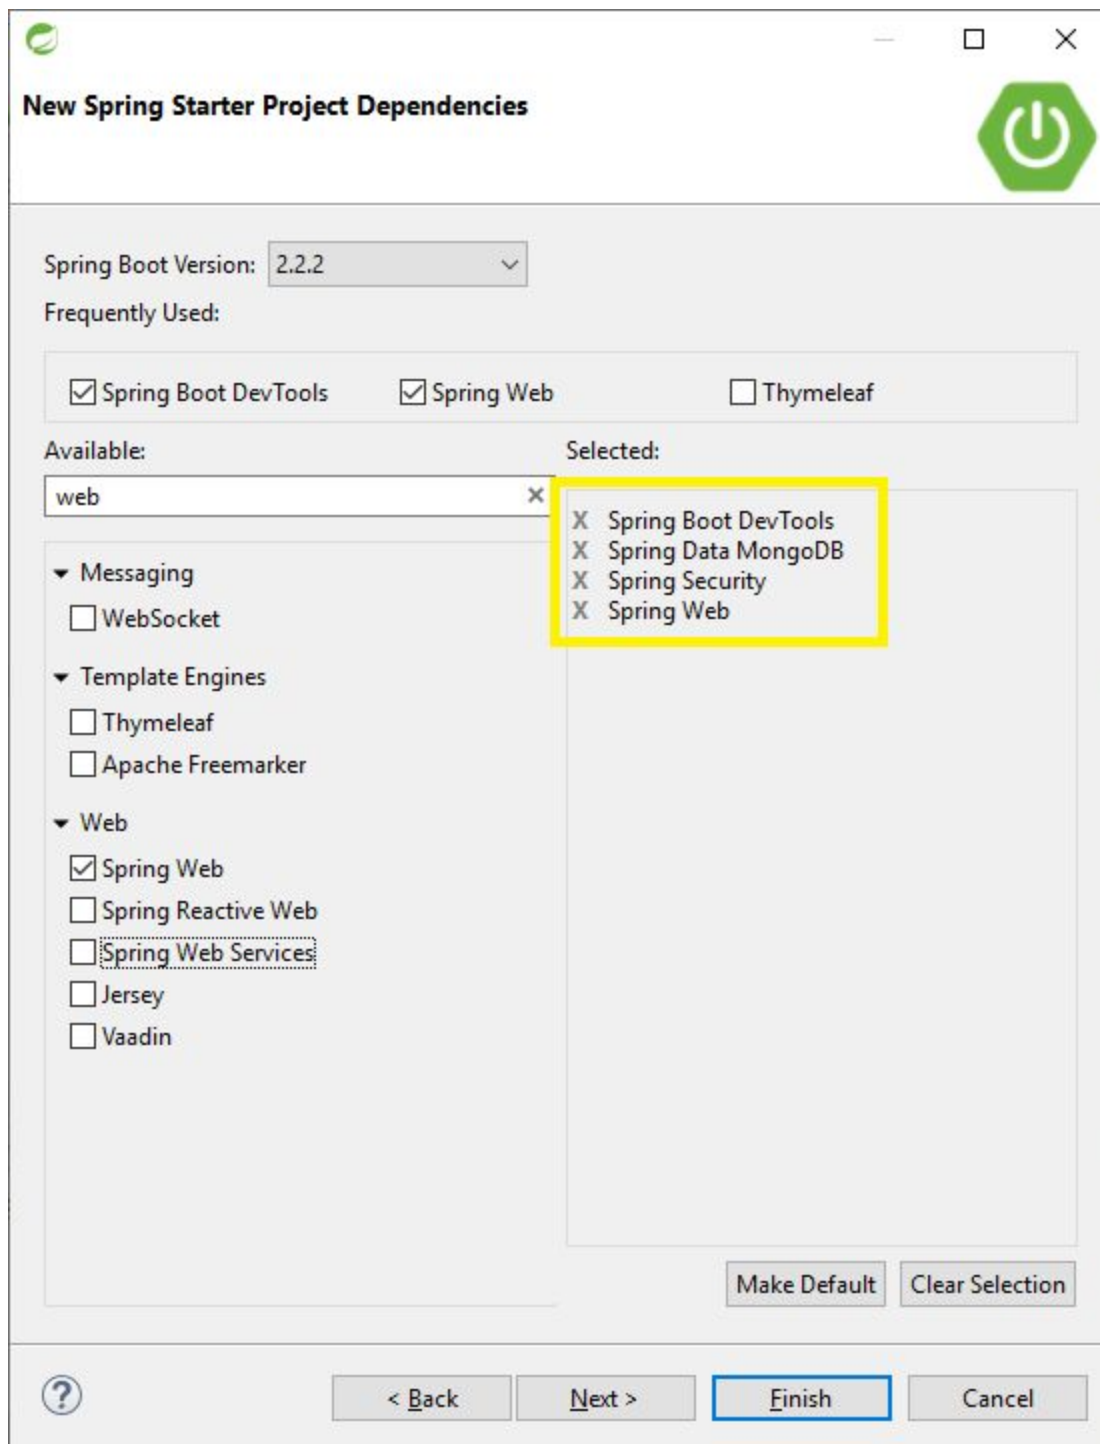 New Spring Starter Project Dependencies
Spring Boot Version: 2.2.2
Frequently Used:
Spring Boot DevTools Spring Web Thymeleaf
Available: Selected:
web
X Spring Boot DevTools
X Spring Data MongoDB
X Spring Security
X Spring Web
Messaging
WebSocket
Template Engines
Thymeleaf
Apache Freemarker
Web
Spring Web
Spring Reactive Web
Spring Web Services
Jersey
Vaadin
Make Default Clear Selection
? < Back Next > Finish Cancel